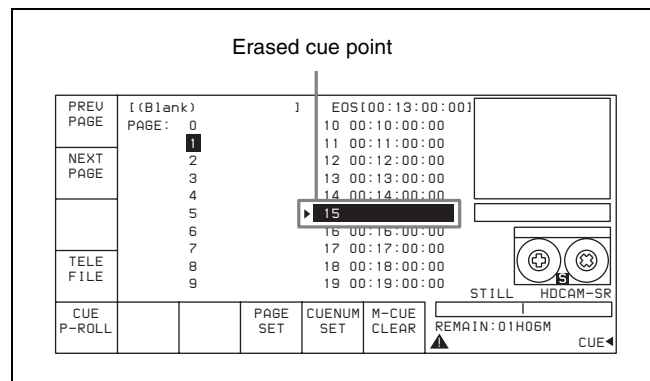 Erased cue point
PREV PAGE
NEXT PAGE
TELE FILE
[(Blank) ] EOS[00:13:00:00]
PAGE: 0
1
2
3
4
5
6
7
8
9
10 00:10:00:00
11 00:11:00:00
12 00:12:00:00
13 00:13:00:00
14 00:14:00:00
▶ 15
16 00:16:00:00
17 00:17:00:00
18 00:18:00:00
19 00:19:00:00
S
STILL HDCAM-SR
CUE P-ROLL
PAGE SET
CUENUM SET
M-CUE CLEAR
REMAIN:01H06M
CUE◀